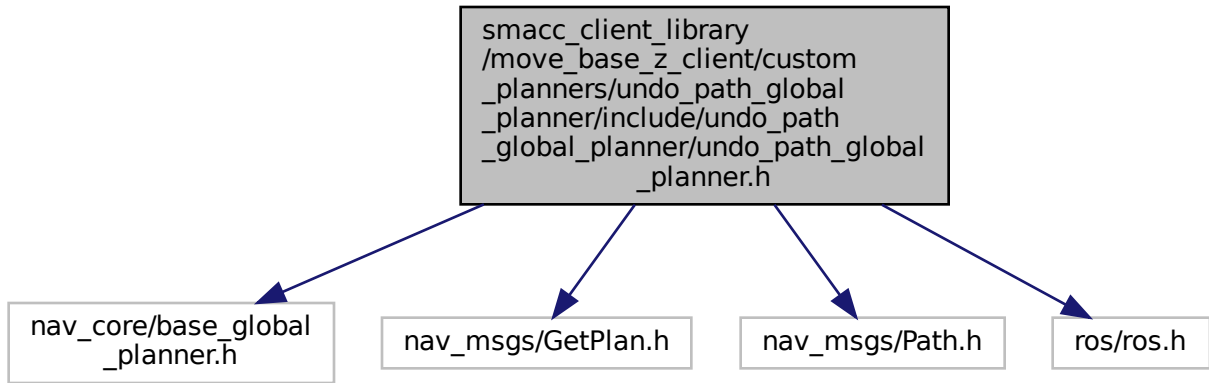 smacc_client_library
/move_base_z_client/custom
_planners/undo_path_global
_planner/include/undo_path
_global_planner/undo_path_global
_planner.h
nav_core/base_global
_planner.h
nav_msgs/GetPlan.h
nav_msgs/Path.h
ros/ros.h